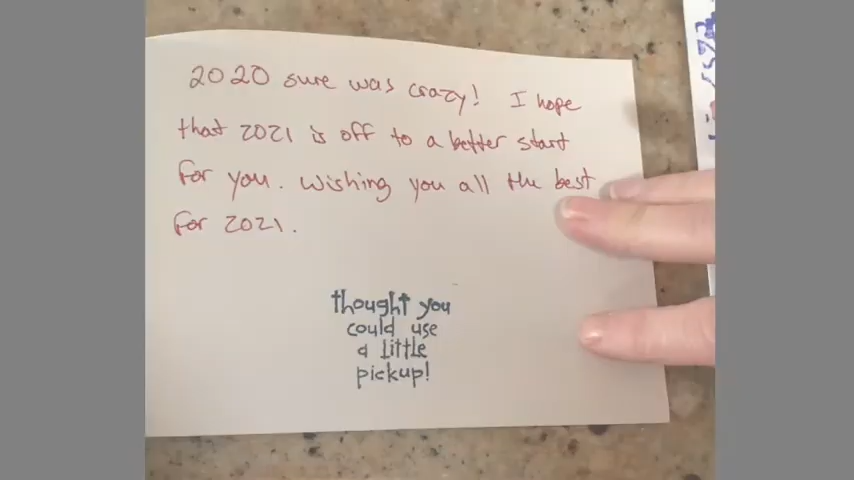 2020 sure was crazy! I hope
that 2021 is off to a better start
for you. Wishing you all the best
for 2021.
thought you
could use
a little
pickup!